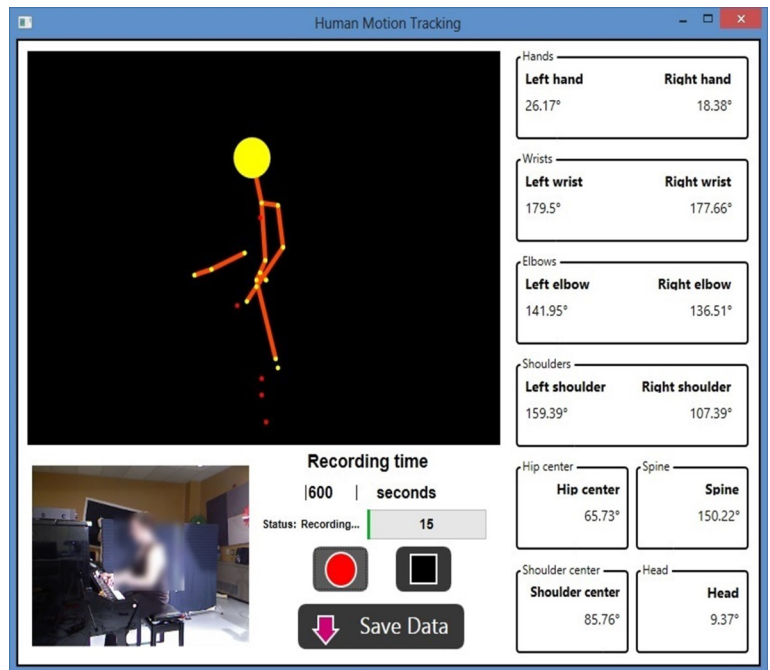 Human Motion Tracking
Hands
Left hand Right hand
26.17° 18.38°
Wrists
Left wrist Right wrist
179.5° 177.66°
Elbows
Left elbow Right elbow
141.95° 136.51°
Shoulders
Left shoulder Right shoulder
159.39° 107.39°
Hip center
Hip center
65.73°
Spine
Spine
150.22°
Shoulder center
Shoulder center
85.76°
Head
Head
9.37°
Recording time
600 seconds
Status: Recording... 15
Save Data